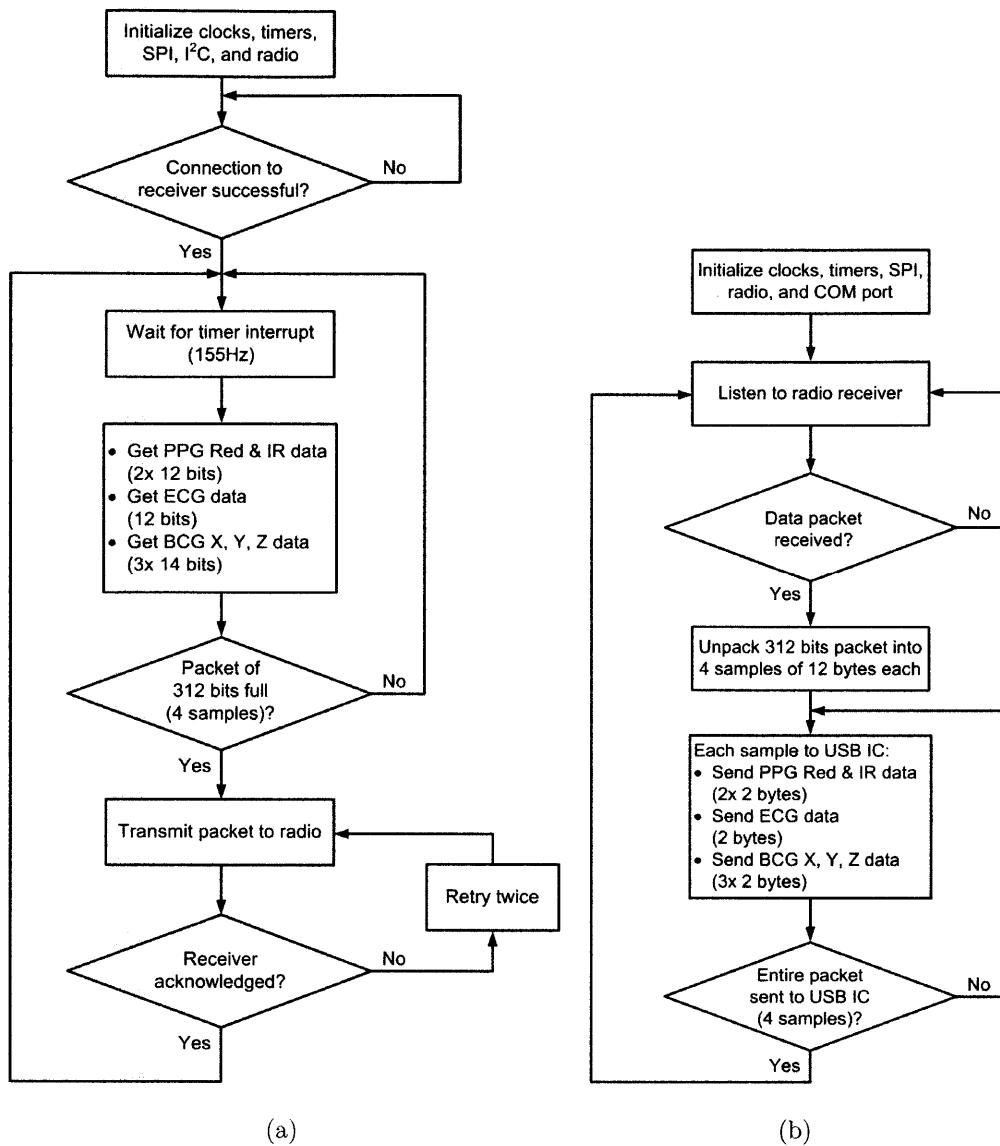 Initialize clocks, timers,
SPI, I²C, and radio
Connection to
receiver successful?
No
Yes
Wait for timer interrupt
(155Hz)
• Get PPG Red & IR data
(2x 12 bits)
• Get ECG data
(12 bits)
• Get BCG X, Y, Z data
(3x 14 bits)
Packet of
312 bits full
(4 samples)?
No
Yes
Transmit packet to radio
Retry twice
Receiver
acknowledged?
No
Yes
(a)
Initialize clocks, timers, SPI,
radio, and COM port
Listen to radio receiver
Data packet
received?
No
Yes
Unpack 312 bits packet into
4 samples of 12 bytes each
Each sample to USB IC:
• Send PPG Red & IR data
(2x 2 bytes)
• Send ECG data
(2 bytes)
• Send BCG X, Y, Z data
(3x 2 bytes)
Entire packet
sent to USB IC
(4 samples)?
No
Yes
(b)